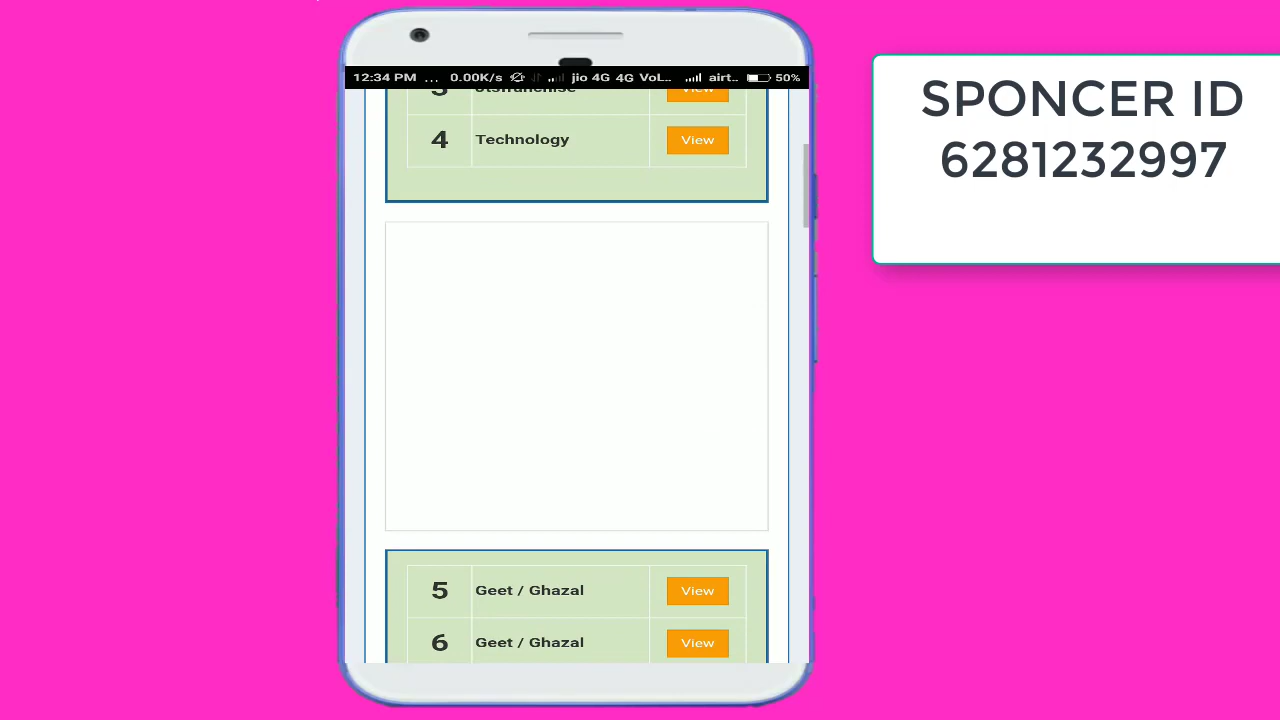 12:34 PM ... 0.00K/s jio 4G 4G VoL.. airt.. 50%
4 Technology View
5 Geet / Ghazal View
6 Geet / Ghazal View
SPONCER ID
6281232997